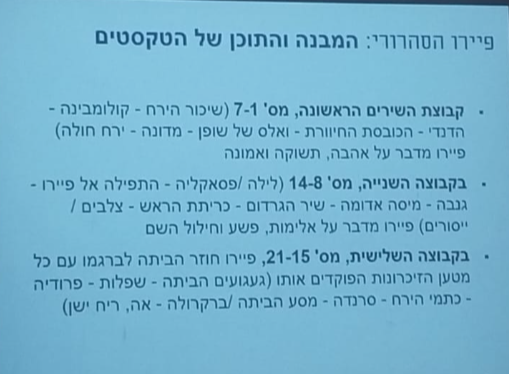 פיירו הסהרורי: המבנה והתוכן של הטקסטים
• קבוצת השירים הראשונה, מס' 7-1 (שיכור הירח - קולומבינה -
הדנדי - הכובסת החיוורת - ואלס של שופן - מדונה - ירח חולה)
פיירו מדבר על אהבה, תשוקה ואמונה
• בקבוצה השנייה, מס' 14-8 (לילה /פסאקליה - התפילה אל פיירו -
גנבה - מיסה אדומה - שיר הגרדום - כריתת הראש - צלבים /
ייסורים) פיירו מדבר על אלימות, פשע וחילול השם
• בקבוצה השלישית, מס' 21-15, פיירו חוזר הביתה לברגמו עם כל
מטען הזיכרונות הפוקדים אותו (געגועים הביתה - שפלות - פרודיה
- כתמי הירח - סרנדה - מסע הביתה /ברקרולה - אה, ריח ישן)